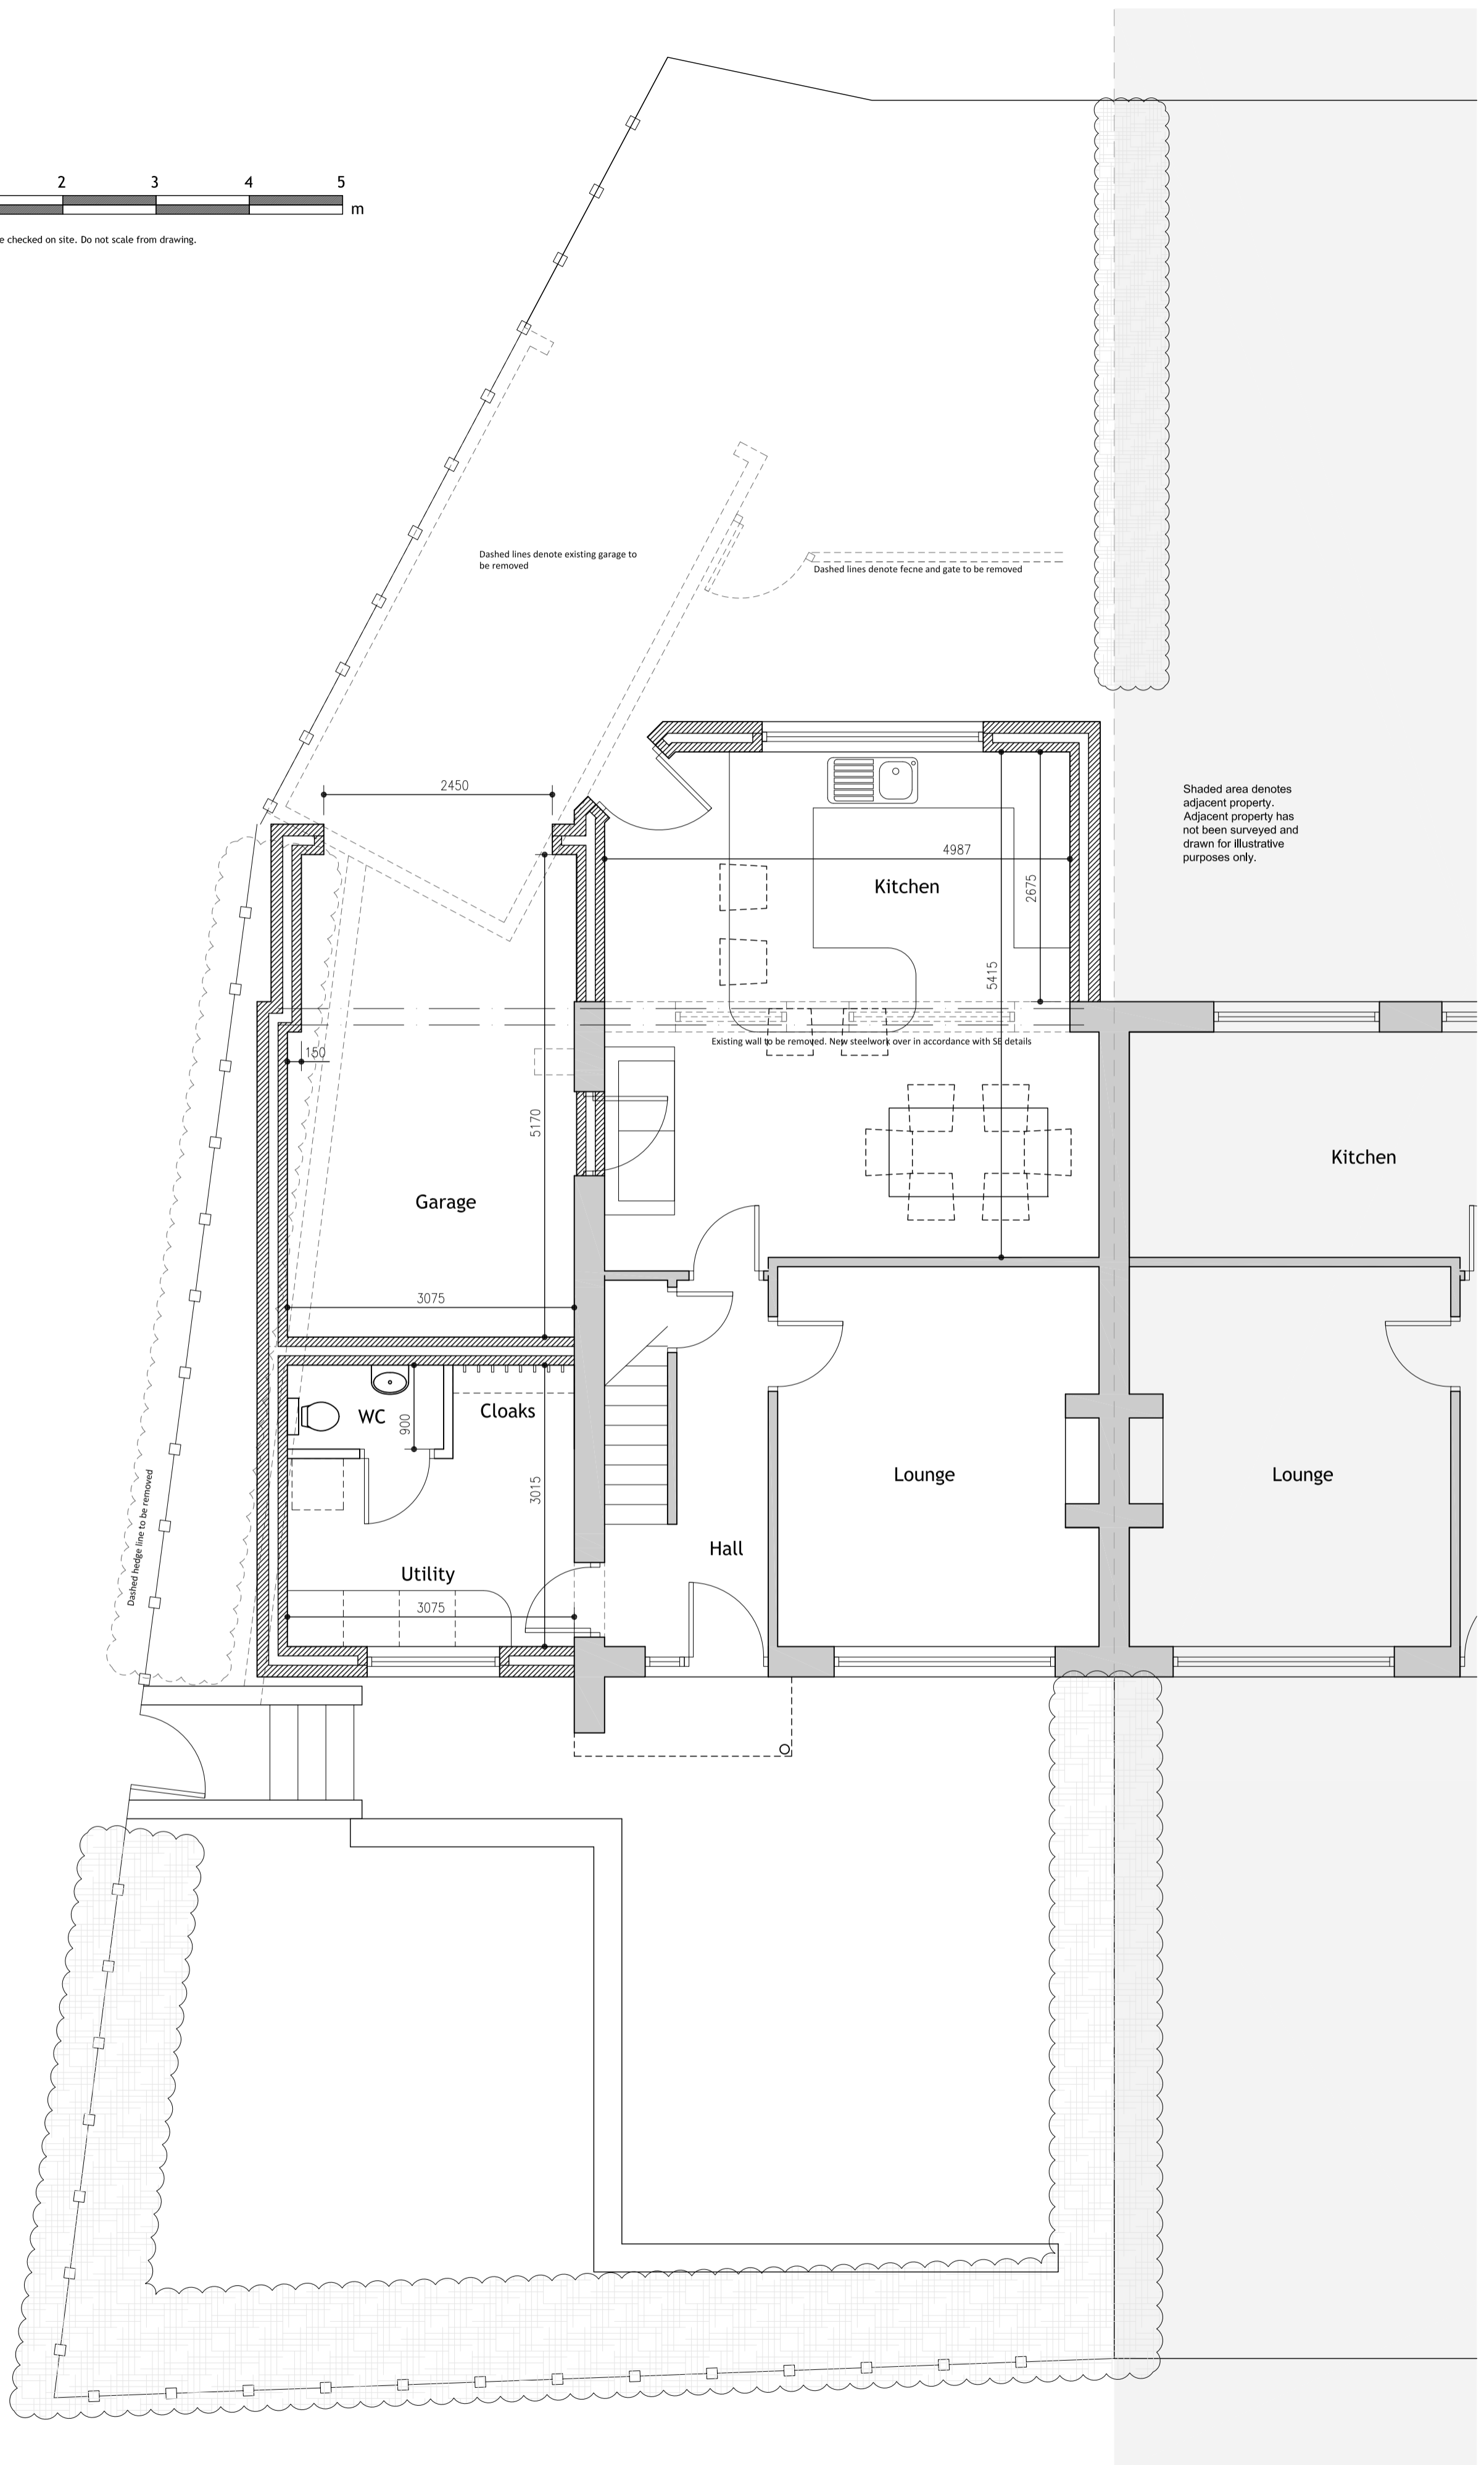 2 3 4 5
m
e checked on site. Do not scale from drawing.
Dashed lines denote existing garage to
be removed
Dashed lines denote fecne and gate to be removed
2450
Shaded area denotes
adjacent property.
Adjacent property has
not been surveyed and
drawn for illustrative
purposes only.
4987
Kitchen
2675
5415
Existing wall to be removed. New steelwork over in accordance with SE details
150
5170
Kitchen
Garage
3075
WC
900
Cloaks
3015
Lounge
Lounge
Dashed hedge line to be removed
Hall
Utility
3075